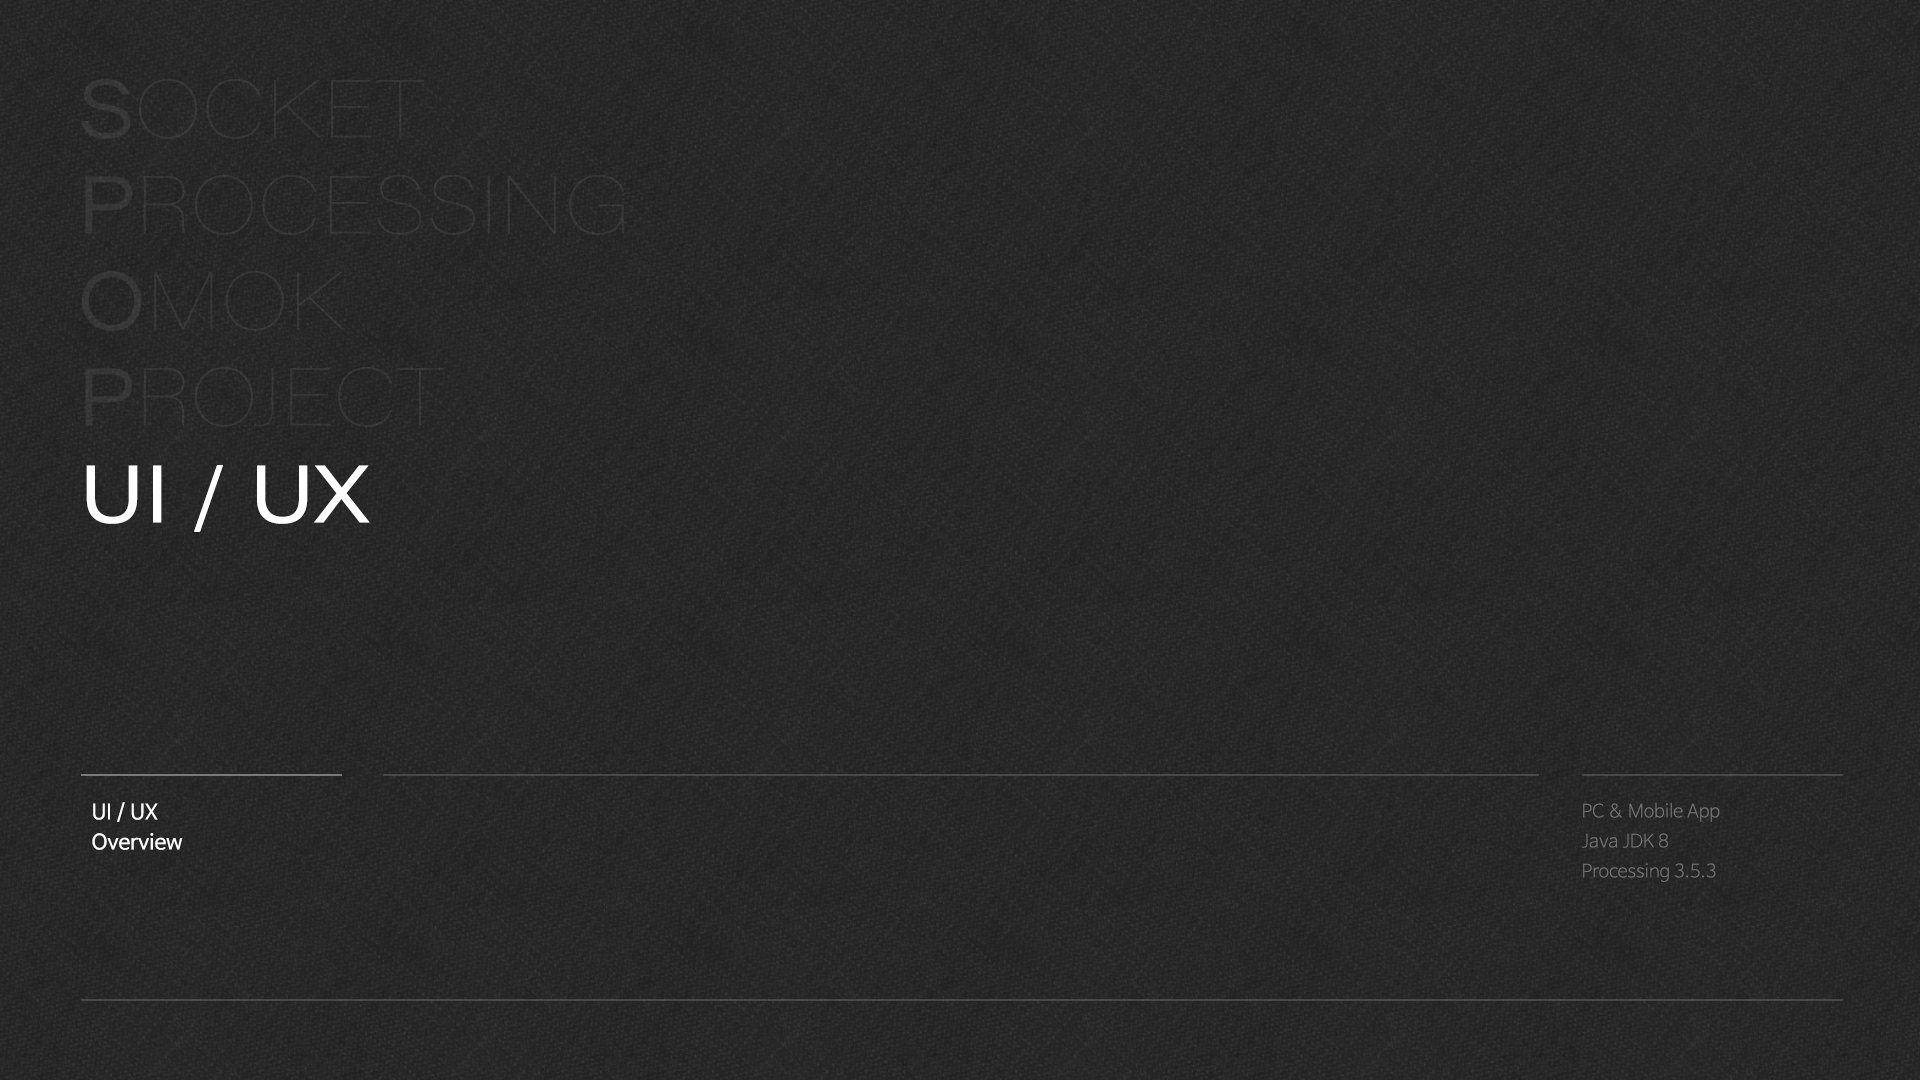 SOCKET
PROCESSING
OMOK
PROJECT
UI / UX
UI / UX
Overview
PC & Mobile App
Java JDK 8
Processing 3.5.3